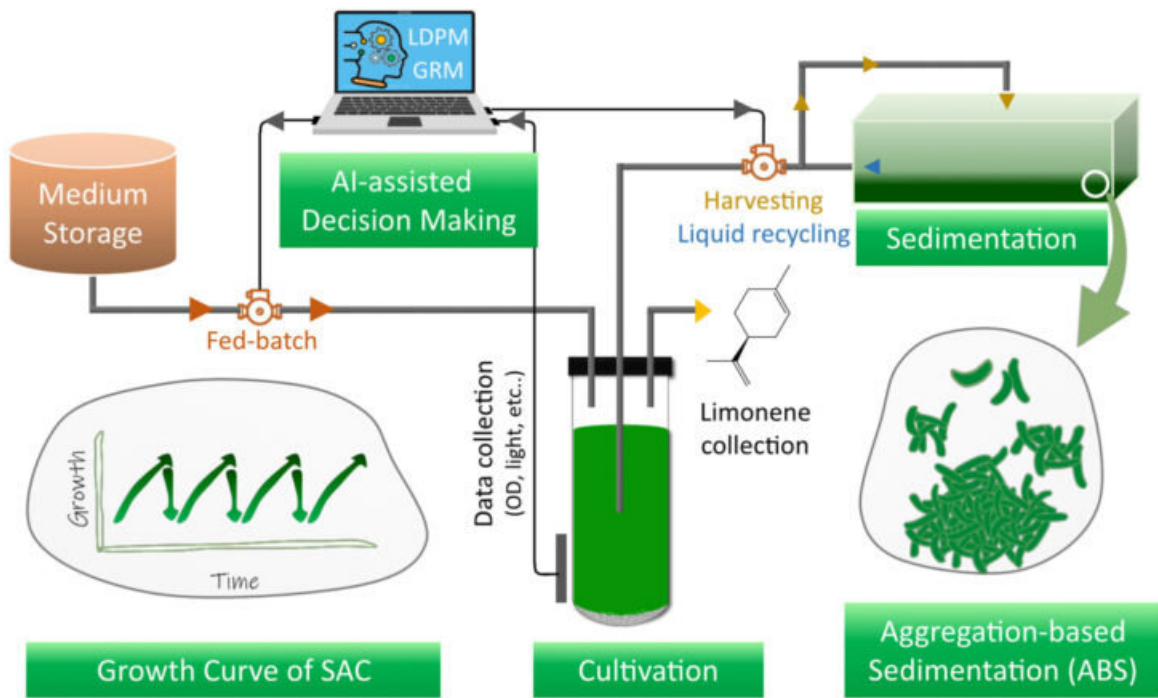 LDPM
GRM
Medium
Storage
AI-assisted
Decision Making
Harvesting
Liquid recycling
Sedimentation
Fed-batch
Data collection
(OD, light, etc..)
Limonene
collection
Growth
Time
Growth Curve of SAC
Cultivation
Aggregation-based
Sedimentation (ABS)